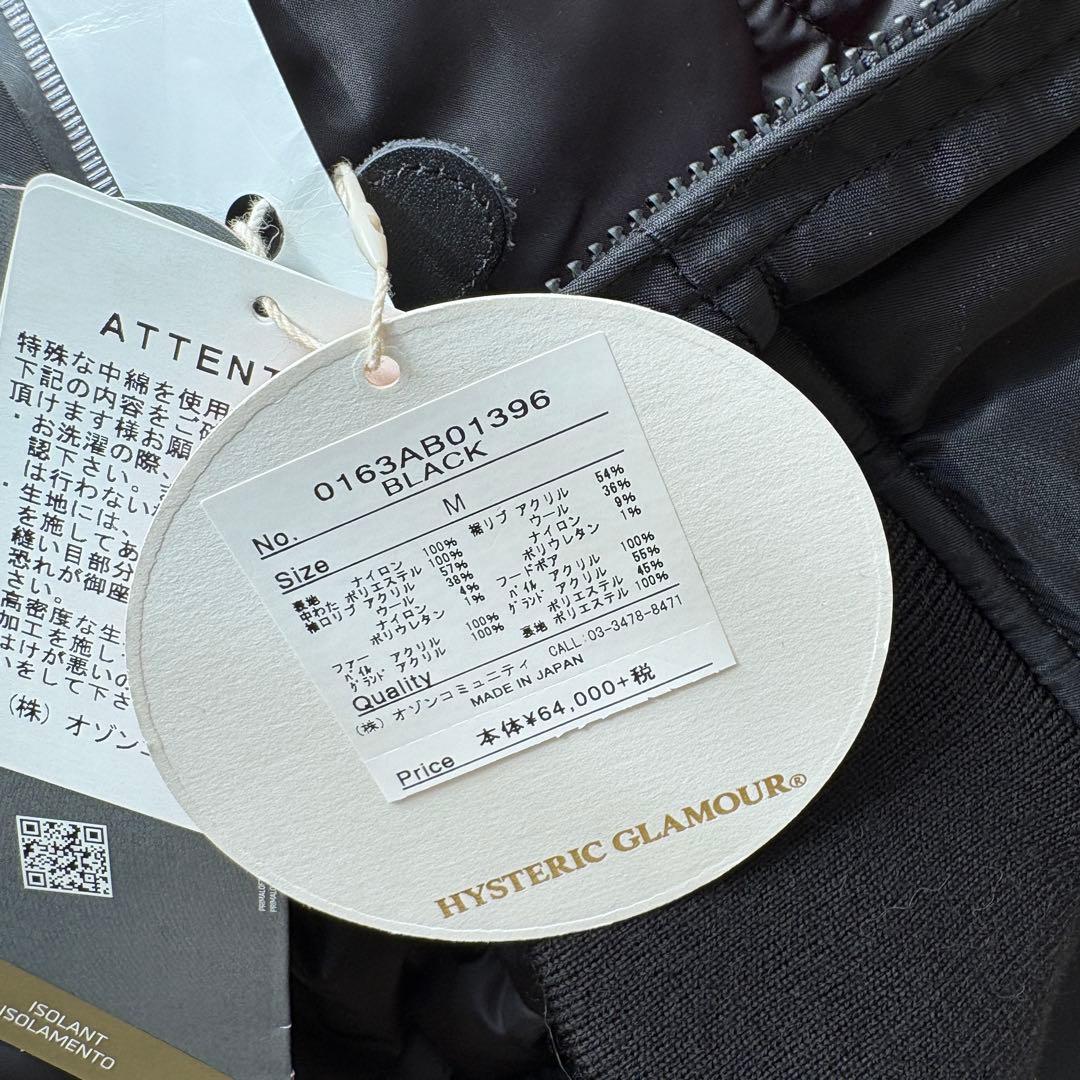 ATTENT
特殊な中綿を使用
下記の内容をご確
頂けます様お願
・お洗濯の際、
認下さい。
は行わない
・生地には、
を施してあ
縫い目部分
恐れが御座
さい。
高密度な生
加工を施し
はけが悪いの
いをして下さ
(株) オゾンコ
No. 0163AB01396
BLACK
Size M
表地 ナイロン 100%
中わた ポリエステル 100%
袖口リブ アクリル 57%
ウール 38%
ナイロン 4%
ポリウレタン 1%
ファー
パイル アクリル 100%
グランド アクリル 100%
裾リブ アクリル 54%
ウール 36%
ナイロン 9%
ポリウレタン 1%
フードボア
パイル アクリル 100%
グランド アクリル 55%
ポリエステル 45%
裏地 ポリエステル 100%
Quality
(株) オゾンコミュニティ CALL:03-3478-8471
MADE IN JAPAN
Price 本体¥64,000+税
HYSTERIC GLAMOUR®
ISOLANT
ISOLAMENTO